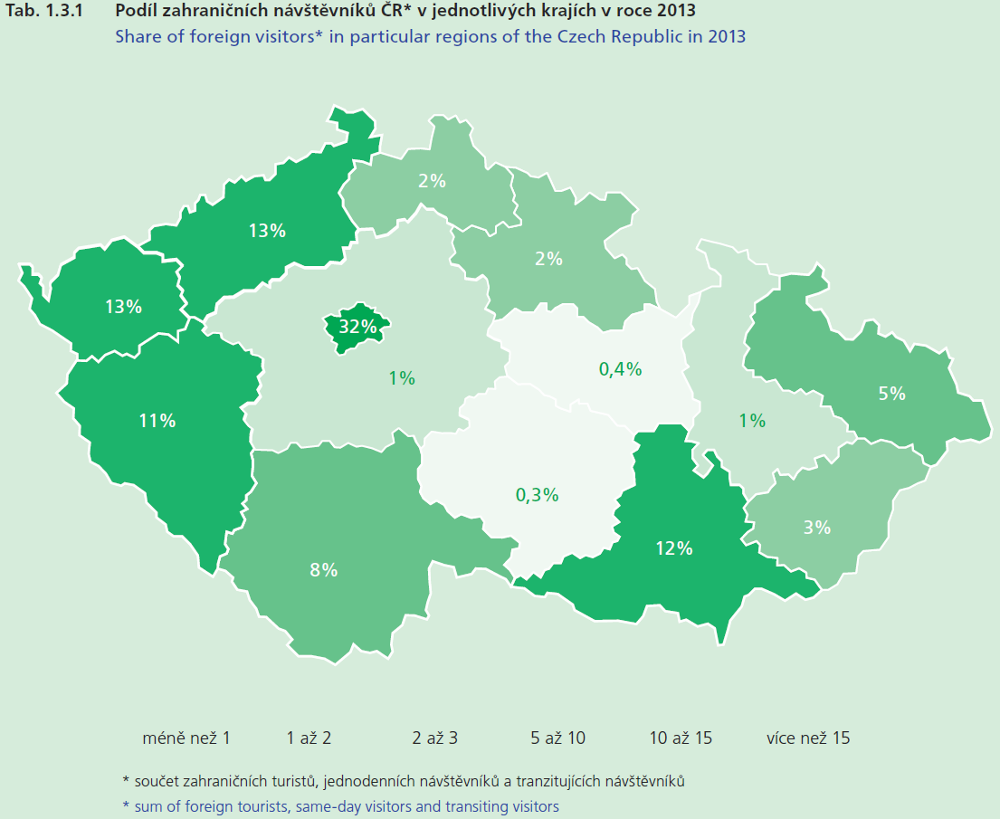 Tab. 1.3.1 Podíl zahraničních návštěvníků ČR* v jednotlivých krajích v roce 2013
Share of foreign visitors* in particular regions of the Czech Republic in 2013
2%
13%
2%
13%
32%
0,4%
1%
5%
11%
1%
0,3%
3%
12%
8%
méně než 1 1 až 2 2 až 3 5 až 10 10 až 15 více než 15
* součet zahraničních turistů, jednodenních návštěvníků a tranzitujících návštěvníků
* sum of foreign tourists, same-day visitors and transiting visitors